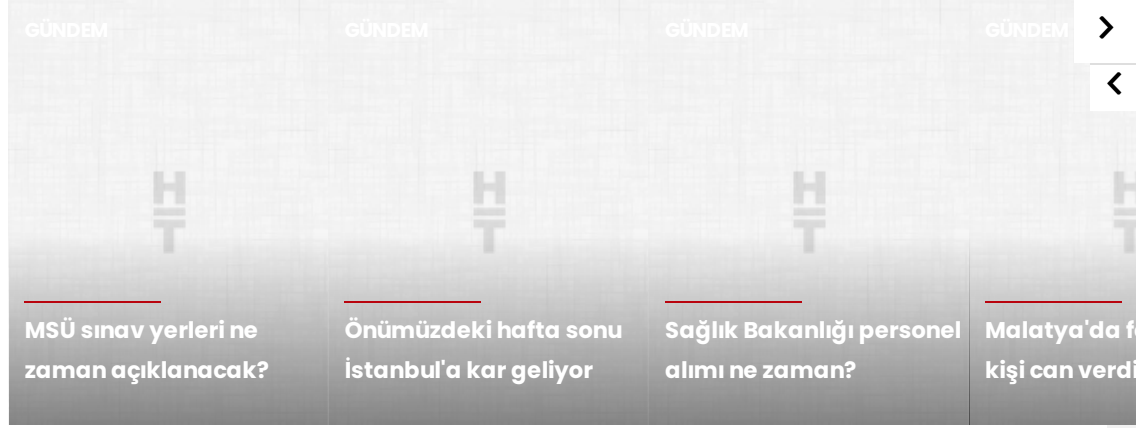 GÜNDEM
MSÜ sınav yerleri ne
zaman açıklanacak?
GÜNDEM
Önümüzdeki hafta sonu
İstanbul'a kar geliyor
GÜNDEM
Sağlık Bakanlığı personel
alımı ne zaman?
GÜNDEM
Malatya'da
kişi can verdi
H
T
H
T
H
T
H
T